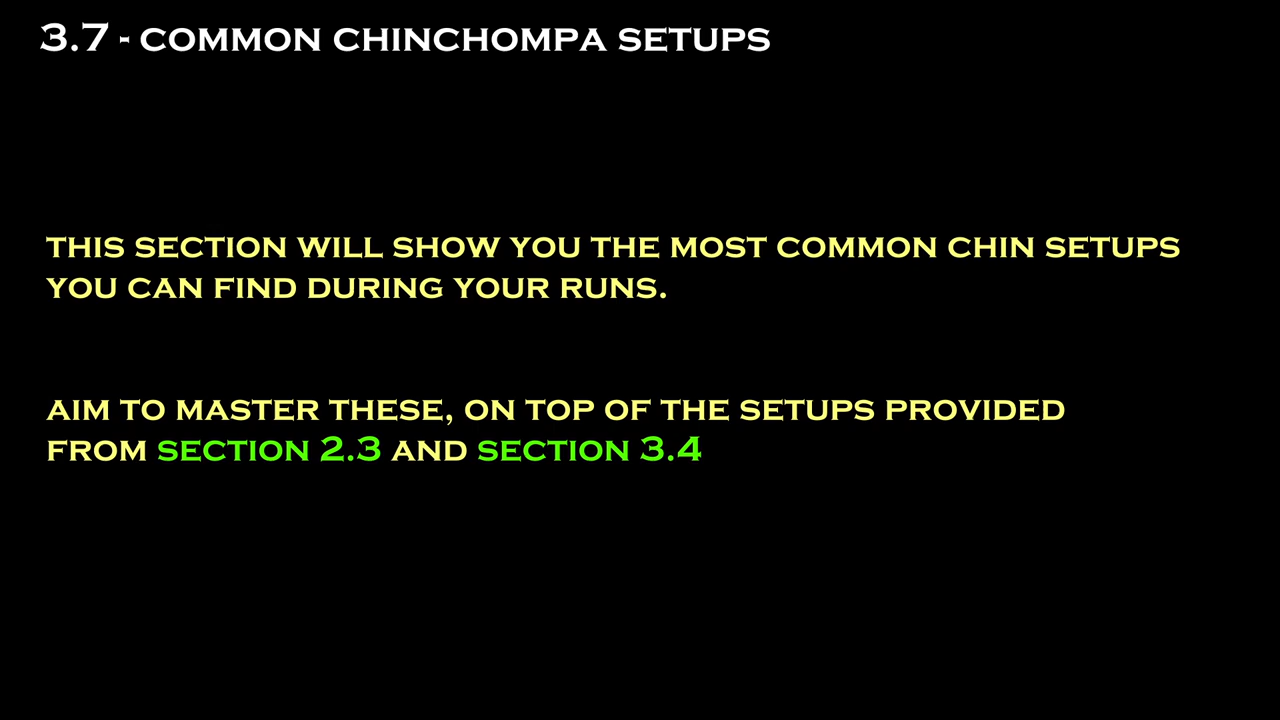 3.7 - COMMON CHINCHOMPA SETUPS
THIS SECTION WILL SHOW YOU THE MOST COMMON CHIN SETUPS
YOU CAN FIND DURING YOUR RUNS.
AIM TO MASTER THESE, ON TOP OF THE SETUPS PROVIDED
FROM SECTION 2.3 AND SECTION 3.4